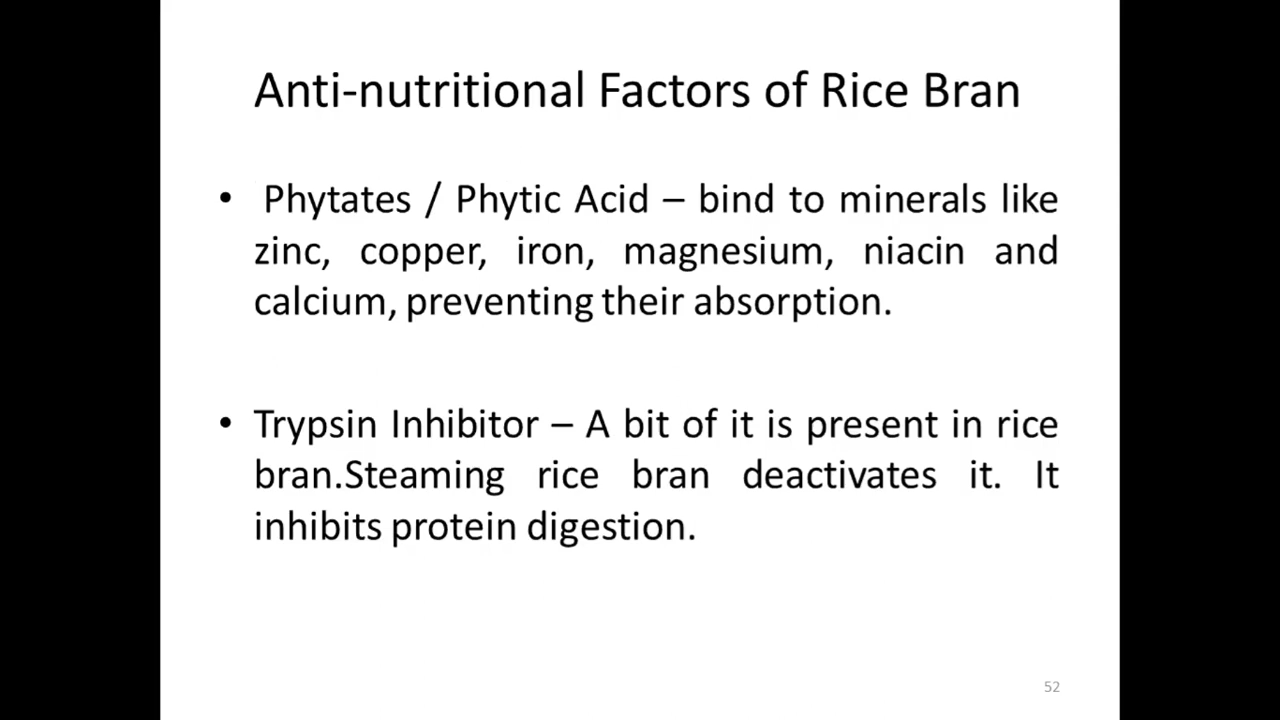 Anti-nutritional Factors of Rice Bran
• Phytates / Phytic Acid – bind to minerals like
zinc, copper, iron, magnesium, niacin and
calcium, preventing their absorption.
• Trypsin Inhibitor – A bit of it is present in rice
bran.Steaming rice bran deactivates it. It
inhibits protein digestion.
52